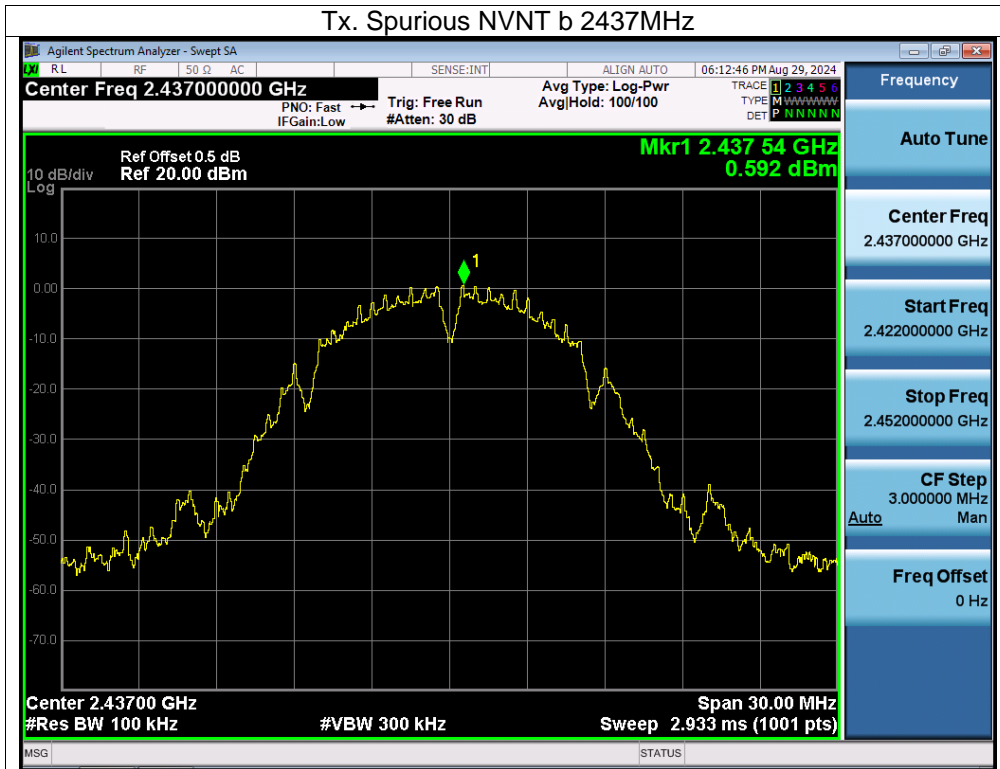 Tx. Spurious NVNT b 2437MHz
Agilent Spectrum Analyzer - Swept SA
LXI RL RF 50 Ω AC SENSE:INT ALIGN AUTO 06:12:46 PM Aug 29, 2024
Center Freq 2.437000000 GHz
PNO: Fast
IFGain:Low
Trig: Free Run
#Atten: 30 dB
Avg Type: Log-Pwr
Avg|Hold: 100/100
TRACE 1 2 3 4 5 6
TYPE M WWWWW
DET P N N N N N
Frequency
Auto Tune
Center Freq
2.437000000 GHz
Start Freq
2.422000000 GHz
Stop Freq
2.452000000 GHz
CF Step
3.000000 MHz
Auto Man
Freq Offset
0 Hz
Mkr1 2.437 54 GHz
0.592 dBm
Ref Offset 0.5 dB
10 dB/div Ref 20.00 dBm
Log
10.0
1
0.00
-10.0
-20.0
-30.0
-40.0
-50.0
-60.0
-70.0
Center 2.43700 GHz Span 30.00 MHz
#Res BW 100 kHz #VBW 300 kHz Sweep 2.933 ms (1001 pts)
MSG STATUS